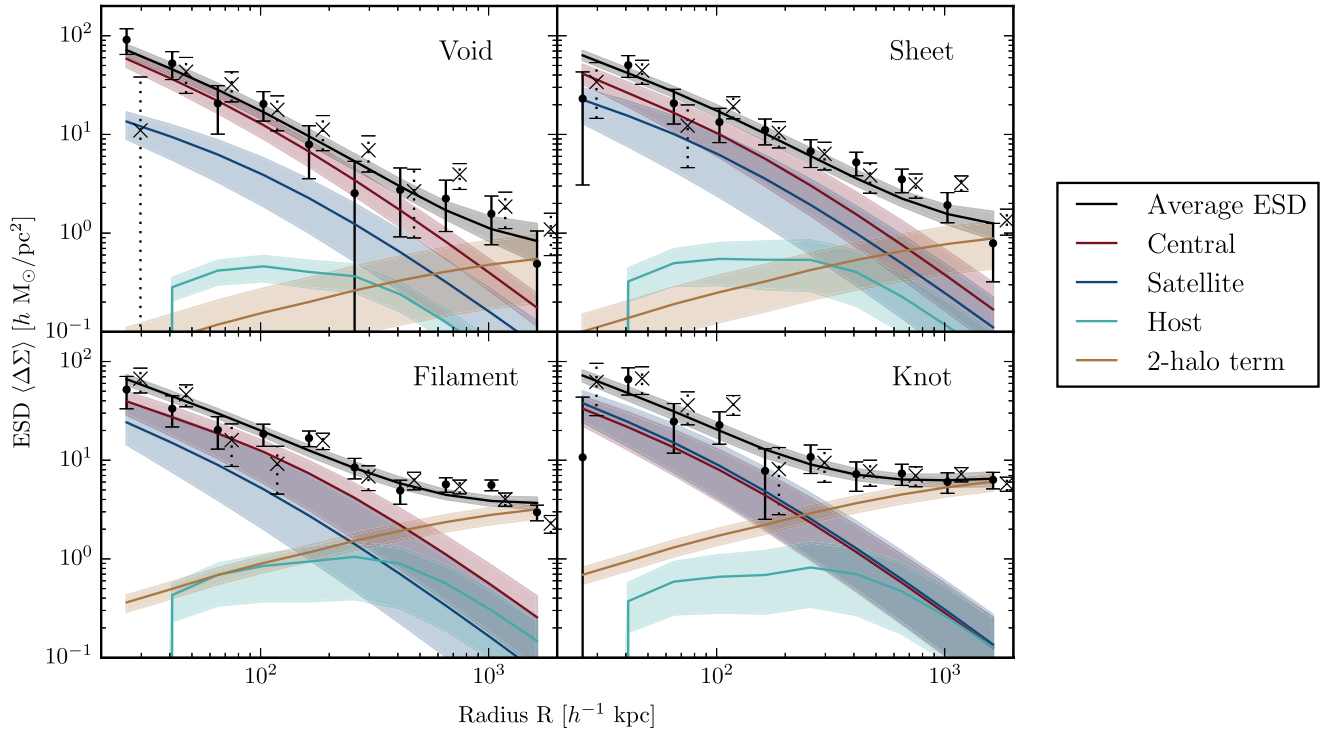 Void
Sheet
Filament
Knot
10² 10¹ 10⁰ 10⁻¹
10² 10¹ 10⁰ 10⁻¹
ESD ⟨ΔΣ⟩ [h M⊙/pc²]
10² 10³ 10² 10³
Radius R [h⁻¹ kpc]
Average ESD
Central
Satellite
Host
2-halo term